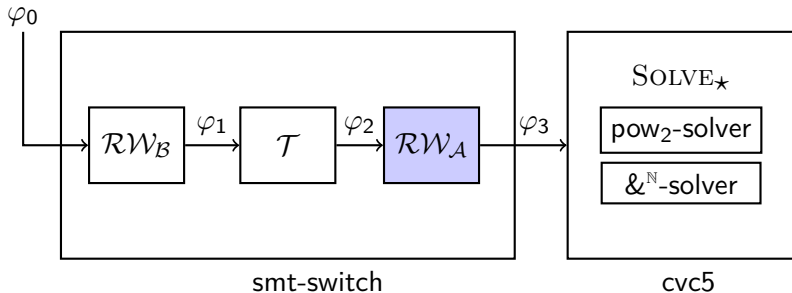 φ₀
φ₁ φ₂ φ₃
ℛ𝒲_ℬ 𝒯 ℛ𝒲_𝒜
SOLVE⋆
pow₂-solver
&^ℕ-solver
smt-switch cvc5